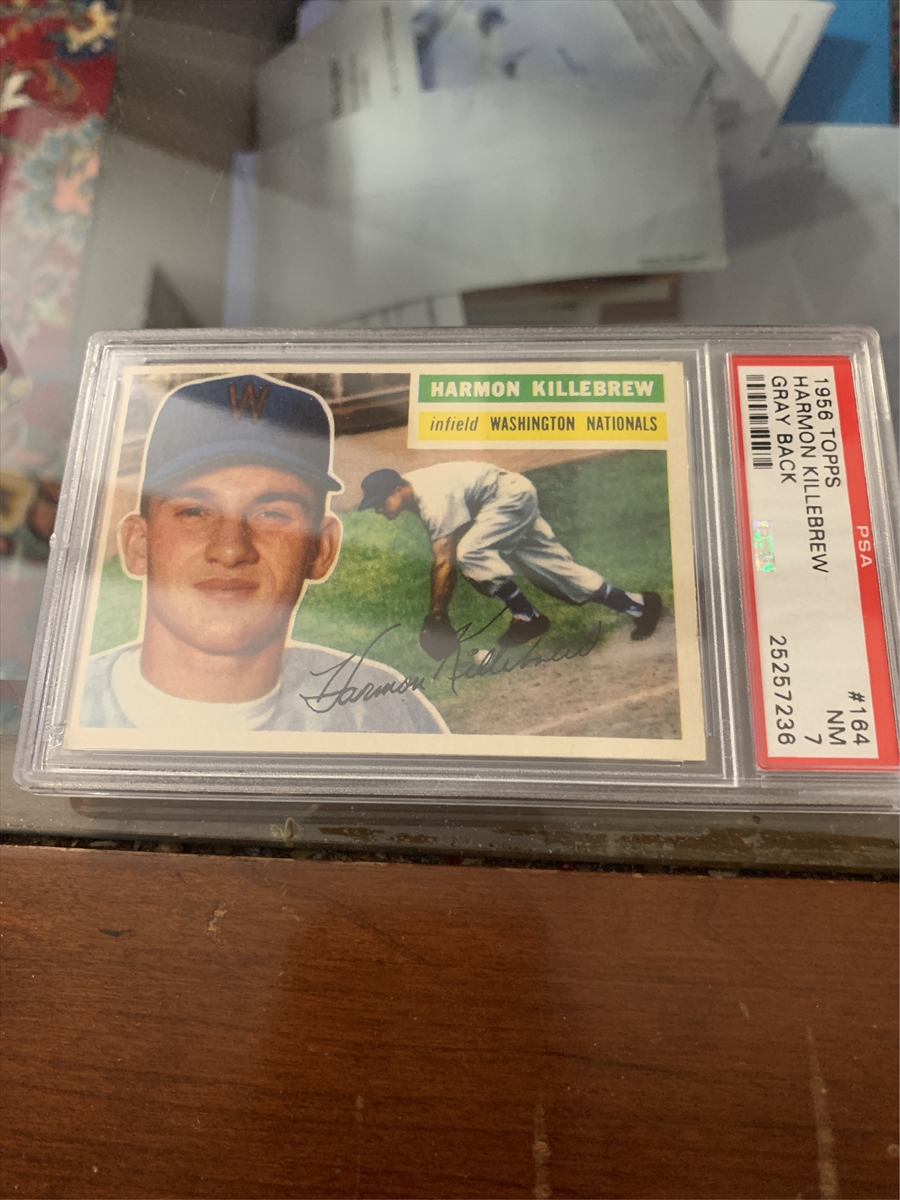 HARMON KILLEBREW
infield WASHINGTON NATIONALS
W
Harmon Killebrew
1956 TOPPS
HARMON KILLEBREW
GRAY BACK
#164
NM
7
25257236
PSA